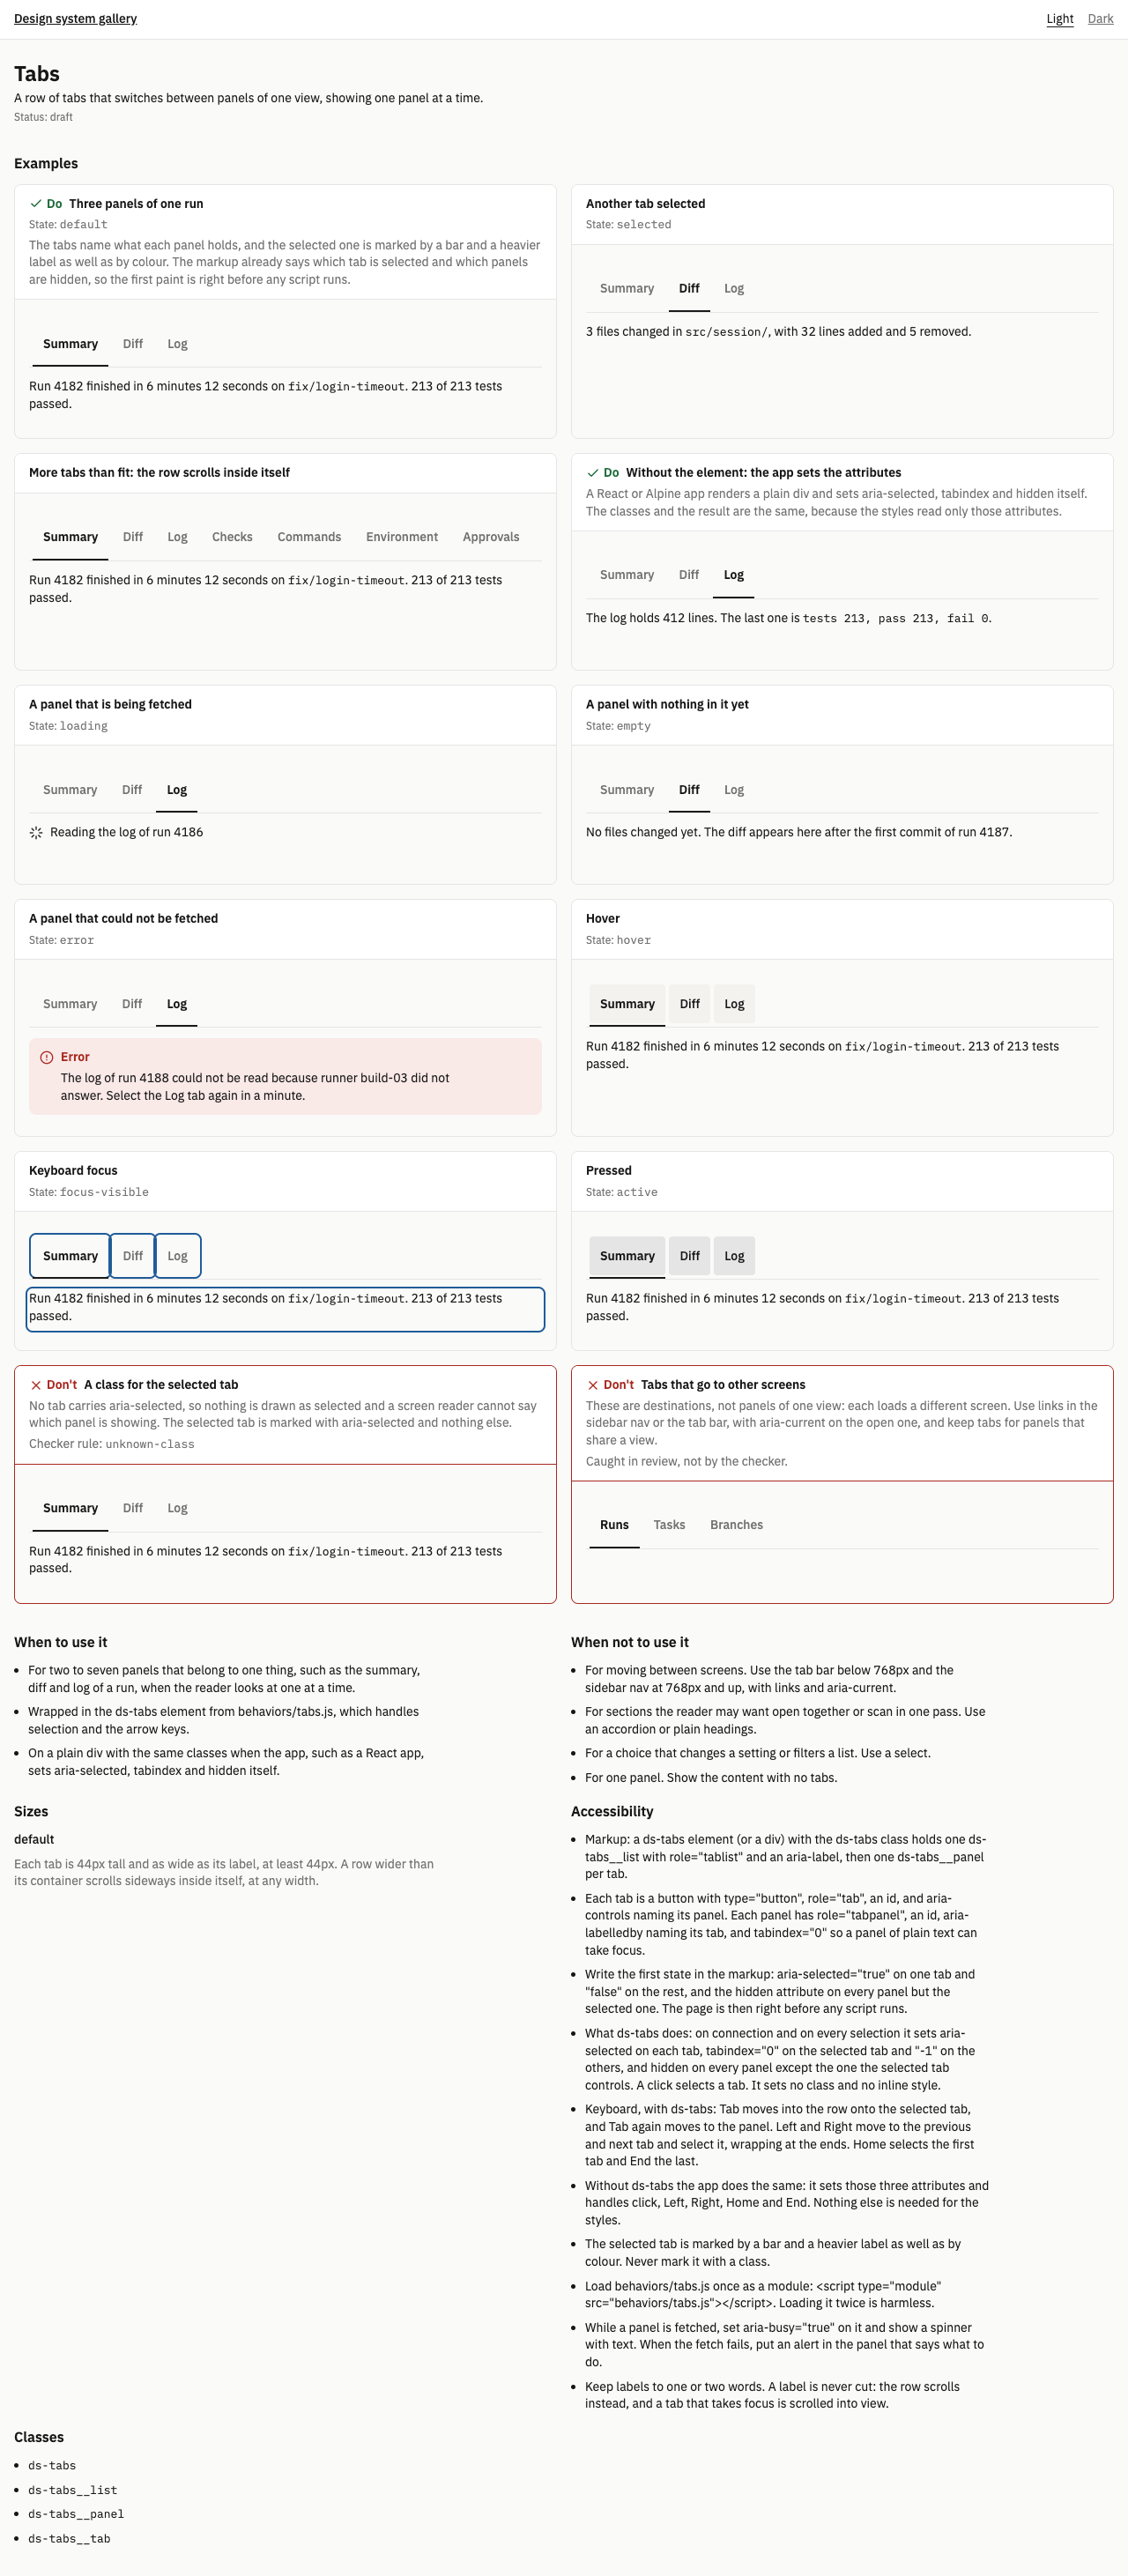 Design system gallery
Light Dark
Tabs
A row of tabs that switches between panels of one view, showing one panel at a time.
Status: draft
Examples
Do Three panels of one run
State: default
The tabs name what each panel holds, and the selected one is marked by a bar and a heavier
label as well as by colour. The markup already says which tab is selected and which panels
are hidden, so the first paint is right before any script runs.
Summary Diff Log
Run 4182 finished in 6 minutes 12 seconds on fix/login-timeout. 213 of 213 tests
passed.
Another tab selected
State: selected
Summary Diff Log
3 files changed in src/session/, with 32 lines added and 5 removed.
More tabs than fit: the row scrolls inside itself
Summary Diff Log Checks Commands Environment Approvals
Run 4182 finished in 6 minutes 12 seconds on fix/login-timeout. 213 of 213 tests
passed.
Do Without the element: the app sets the attributes
A React or Alpine app renders a plain div and sets aria-selected, tabindex and hidden itself.
The classes and the result are the same, because the styles read only those attributes.
Summary Diff Log
The log holds 412 lines. The last one is tests 213, pass 213, fail 0.
A panel that is being fetched
State: loading
Summary Diff Log
Reading the log of run 4186
A panel with nothing in it yet
State: empty
Summary Diff Log
No files changed yet. The diff appears here after the first commit of run 4187.
A panel that could not be fetched
State: error
Summary Diff Log
Error
The log of run 4188 could not be read because runner build-03 did not
answer. Select the Log tab again in a minute.
Hover
State: hover
Summary Diff Log
Run 4182 finished in 6 minutes 12 seconds on fix/login-timeout. 213 of 213 tests
passed.
Keyboard focus
State: focus-visible
Summary Diff Log
Run 4182 finished in 6 minutes 12 seconds on fix/login-timeout. 213 of 213 tests
passed.
Pressed
State: active
Summary Diff Log
Run 4182 finished in 6 minutes 12 seconds on fix/login-timeout. 213 of 213 tests
passed.
Don't A class for the selected tab
No tab carries aria-selected, so nothing is drawn as selected and a screen reader cannot say
which panel is showing. The selected tab is marked with aria-selected and nothing else.
Checker rule: unknown-class
Summary Diff Log
Run 4182 finished in 6 minutes 12 seconds on fix/login-timeout. 213 of 213 tests
passed.
Don't Tabs that go to other screens
These are destinations, not panels of one view: each loads a different screen. Use links in the
sidebar nav or the tab bar, with aria-current on the open one, and keep tabs for panels that
share a view.
Caught in review, not by the checker.
Runs Tasks Branches
When to use it
• For two to seven panels that belong to one thing, such as the summary,
diff and log of a run, when the reader looks at one at a time.
• Wrapped in the ds-tabs element from behaviors/tabs.js, which handles
selection and the arrow keys.
• On a plain div with the same classes when the app, such as a React app,
sets aria-selected, tabindex and hidden itself.
When not to use it
• For moving between screens. Use the tab bar below 768px and the
sidebar nav at 768px and up, with links and aria-current.
• For sections the reader may want open together or scan in one pass. Use
an accordion or plain headings.
• For a choice that changes a setting or filters a list. Use a select.
• For one panel. Show the content with no tabs.
Sizes
default
Each tab is 44px tall and as wide as its label, at least 44px. A row wider than
its container scrolls sideways inside itself, at any width.
Accessibility
• Markup: a ds-tabs element (or a div) with the ds-tabs class holds one ds-
tabs__list with role="tablist" and an aria-label, then one ds-tabs__panel
per tab.
• Each tab is a button with type="button", role="tab", an id, and aria-
controls naming its panel. Each panel has role="tabpanel", an id, aria-
labelledby naming its tab, and tabindex="0" so a panel of plain text can
take focus.
• Write the first state in the markup: aria-selected="true" on one tab and
"false" on the rest, and the hidden attribute on every panel but the
selected one. The page is then right before any script runs.
• What ds-tabs does: on connection and on every selection it sets aria-
selected on each tab, tabindex="0" on the selected tab and "-1" on the
others, and hidden on every panel except the one the selected tab
controls. A click selects a tab. It sets no class and no inline style.
• Keyboard, with ds-tabs: Tab moves into the row onto the selected tab,
and Tab again moves to the panel. Left and Right move to the previous
and next tab and select it, wrapping at the ends. Home selects the first
tab and End the last.
• Without ds-tabs the app does the same: it sets those three attributes and
handles click, Left, Right, Home and End. Nothing else is needed for the
styles.
• The selected tab is marked by a bar and a heavier label as well as by
colour. Never mark it with a class.
• Load behaviors/tabs.js once as a module: <script type="module"
src="behaviors/tabs.js"></script>. Loading it twice is harmless.
• While a panel is fetched, set aria-busy="true" on it and show a spinner
with text. When the fetch fails, put an alert in the panel that says what to
do.
• Keep labels to one or two words. A label is never cut: the row scrolls
instead, and a tab that takes focus is scrolled into view.
Classes
• ds-tabs
• ds-tabs__list
• ds-tabs__panel
• ds-tabs__tab